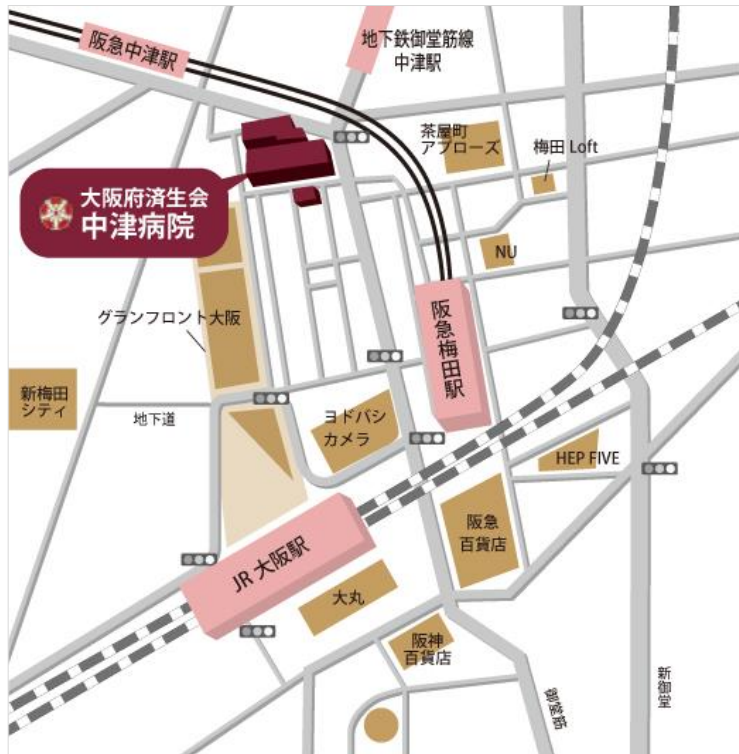 阪急中津駅
地下鉄御堂筋線
中津駅
茶屋町
アプローズ
梅田 Loft
大阪府済生会
中津病院
NU
グランフロント大阪
阪急梅田駅
新梅田
シティ
地下道
ヨドバシ
カメラ
HEP FIVE
阪急
百貨店
JR 大阪駅
大丸
阪神
百貨店
御堂筋
新御堂